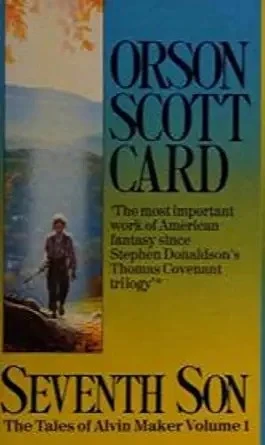 ORSON
SCOTT
CARD
'The most important
work of American
fantasy since
Stephen Donaldson's
Thomas Covenant
trilogy'*
SEVENTH SON
The Tales of Alvin Maker Volume 1